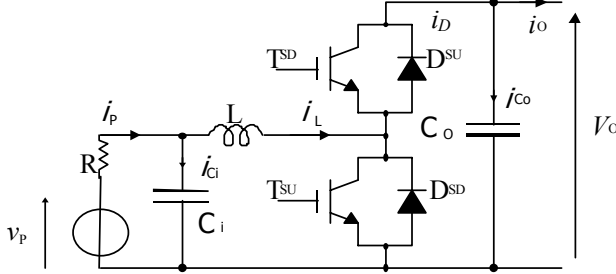 i_D
i_O
T^SD
D^SU
i_Co
V_O
i_P
L
i_L
C_O
R
i_Ci
C_i
T^SU
D^SD
v_P